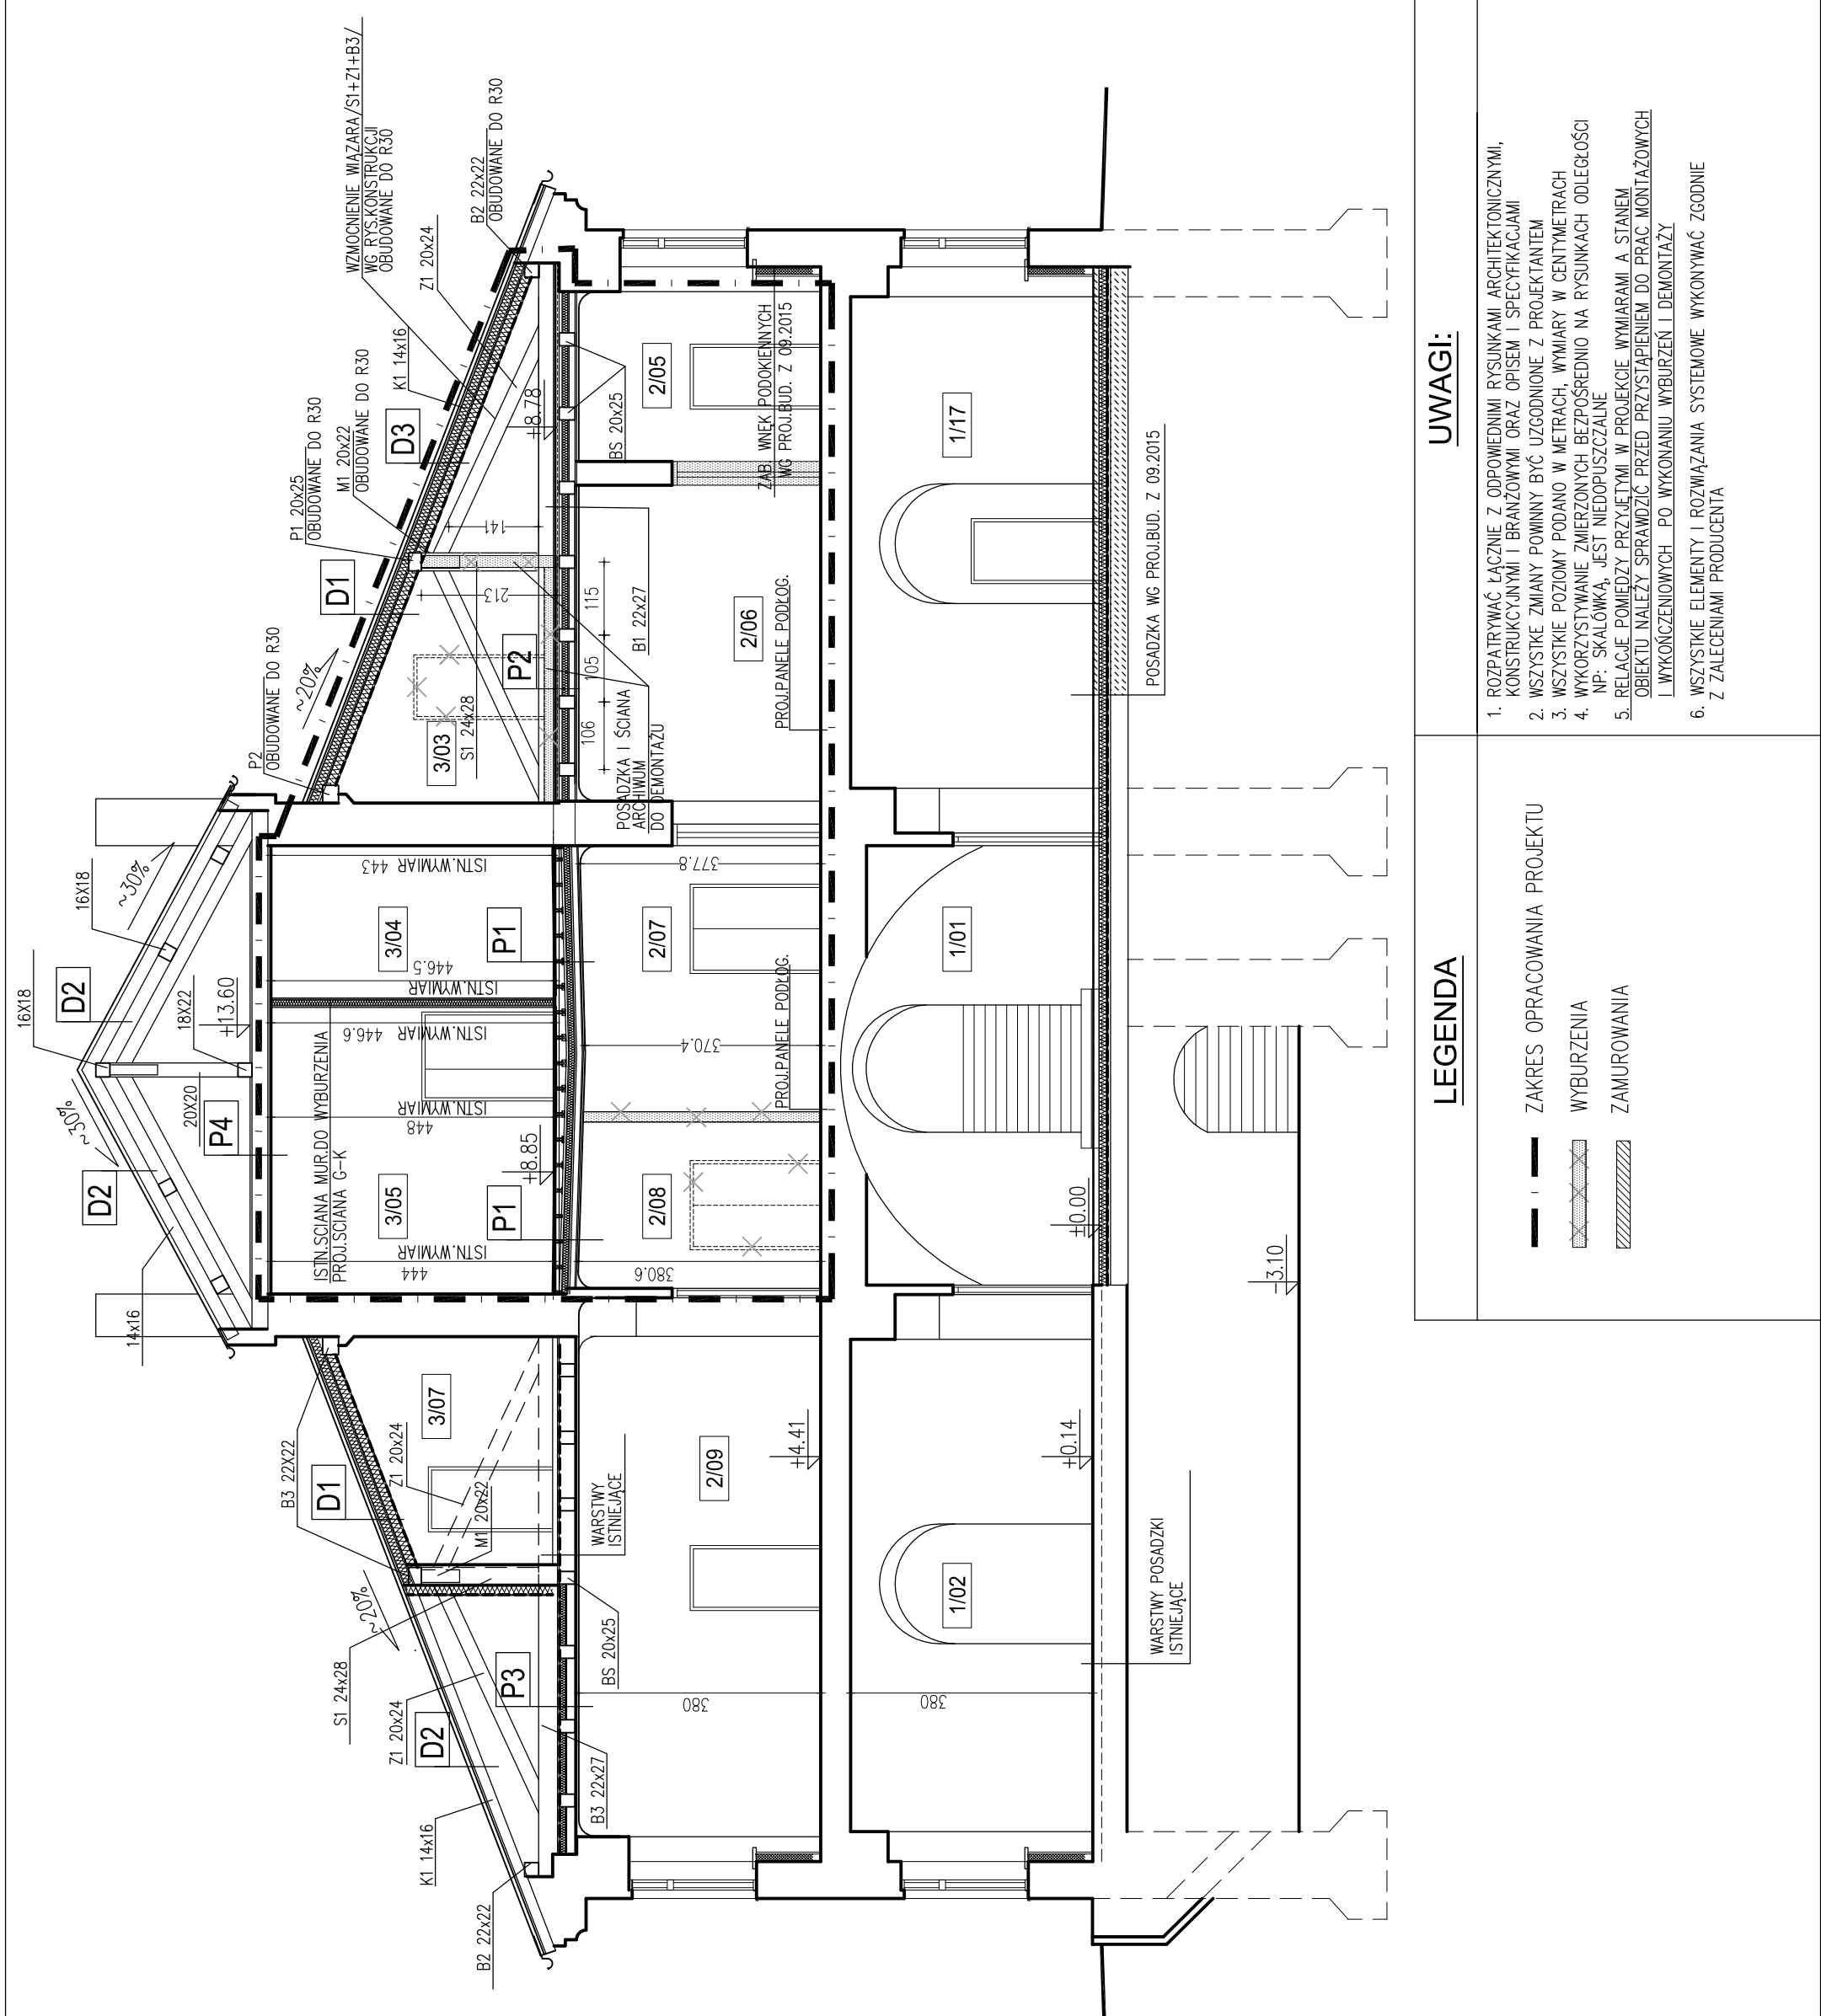 16X18
D2
16X18
~30%
~30%
D2
18X22
+13.60
20X20
P4
14x16
P2
OBUDOWANE DO R30
~20%
D1
P1 20x25
OBUDOWANE DO R30
M1 20x22
OBUDOWANE DO R30
D3
K1 14x16
WZMOCNIENIE WIĄZARA/S1+Z1+B3/
WG RYS.KONSTRUKCJI
OBUDOWANE DO R30
Z1 20x24
B2 22x22
OBUDOWANE DO R30
B3 22X22
D1
~20%
S1 24x28
Z1 20x24
D2
K1 14x16
B2 22x22
Z1 20x24
3/07
M1 20x22
P3
ISTN.SCIANA MUR.DO WYBURZENIA
PROJ.SCIANA G-K
444
ISTN.WYMIAR
3/05
448
ISTN.WYMIAR
446.6
ISTN.WYMIAR
446.5
ISTN.WYMIAR
3/04
443
ISTN.WYMIAR
P1
P1
+8.85
3/03
S1 24x28
P2
213
141
+8.78
106
105
115
B3 22x27
BS 20x25
WARSTWY
ISTNIEJĄCE
POSADZKA I ŚCIANA
ARCHIWUM
DO DEMONTAŻU
B1 22x27
BS 20x25
380
2/09
+4.41
380.6
2/08
370.4
2/07
377.8
PROJ.PANELE PODŁOG.
PROJ.PANELE PODŁOG.
2/06
2/05
ZAB. WNĘK PODOKIENNYCH
WG PROJ.BUD. Z 09.2015
380
1/02
+0.14
1/01
±0.00
1/17
WARSTWY POSADZKI
ISTNIEJĄCE
POSADZKA WG PROJ.BUD. Z 09.2015
-3.10
LEGENDA
ZAKRES OPRACOWANIA PROJEKTU
WYBURZENIA
ZAMUROWANIA
UWAGI:
1. ROZPATRYWAĆ ŁĄCZNIE Z ODPOWIEDNIMI RYSUNKAMI ARCHITEKTONICZNYMI,
KONSTRUKCYJNYMI I BRANŻOWYMI ORAZ OPISEM I SPECYFIKACJAMI
2. WSZYSTKE ZMIANY POWINNY BYĆ UZGODNIONE Z PROJEKTANTEM
3. WSZYSTKIE POZIOMY PODANO W METRACH, WYMIARY W CENTYMETRACH
4. WYKORZYSTYWANIE ZMIERZONYCH BEZPOŚREDNIO NA RYSUNKACH ODLEGŁOŚCI
NP: SKALÓWKĄ, JEST NIEDOPUSZCZALNE
5. RELACJE POMIĘDZY PRZYJĘTYMI W PROJEKCIE WYMIARAMI A STANEM
OBIEKTU NALEŻY SPRAWDZIĆ PRZED PRZYSTĄPIENIEM DO PRAC MONTAŻOWYCH
I WYKOŃCZENIOWYCH PO WYKONANIU WYBURZEŃ I DEMONTAŻY
6. WSZYSTKIE ELEMENTY I ROZWIĄZANIA SYSTEMOWE WYKONYWAĆ ZGODNIE
Z ZALECENIAMI PRODUCENTA